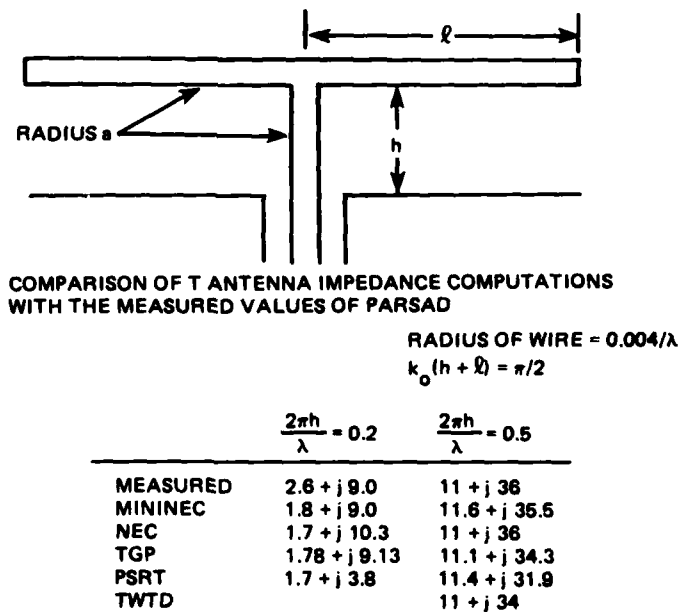 ℓ
RADIUS a
h
COMPARISON OF T ANTENNA IMPEDANCE COMPUTATIONS
WITH THE MEASURED VALUES OF PARSAD
RADIUS OF WIRE = 0.004/λ
k₀(h + ℓ) = π/2
2πh/λ = 0.2 2πh/λ = 0.5
MEASURED 2.6 + j 9.0 11 + j 36
MININEC 1.8 + j 9.0 11.6 + j 35.5
NEC 1.7 + j 10.3 11 + j 36
TGP 1.78 + j 9.13 11.1 + j 34.3
PSRT 1.7 + j 3.8 11.4 + j 31.9
TWTD 11 + j 34